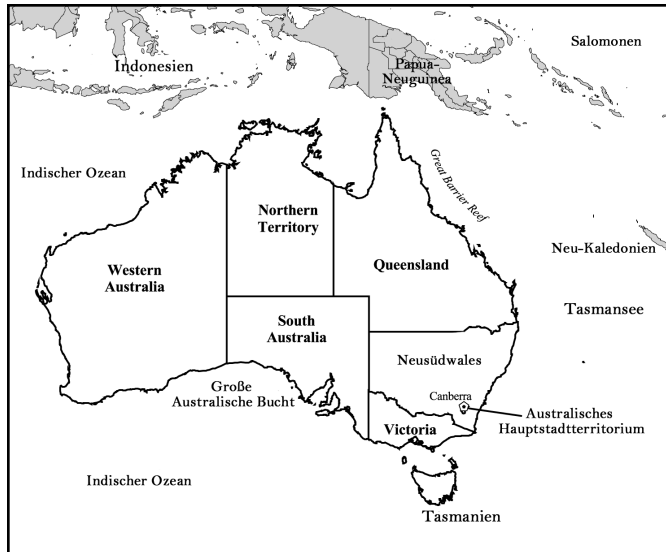 Salomonen
Indonesien
Papua-
Neuguinea
Indischer Ozean
Great Barrier Reef
Northern
Territory
Neu-Kaledonien
Western
Australia
Queensland
Tasmansee
South
Australia
Neusüdwales
Große
Australische Bucht
Canberra
Australisches
Hauptstadtterritorium
Victoria
Indischer Ozean
Tasmanien